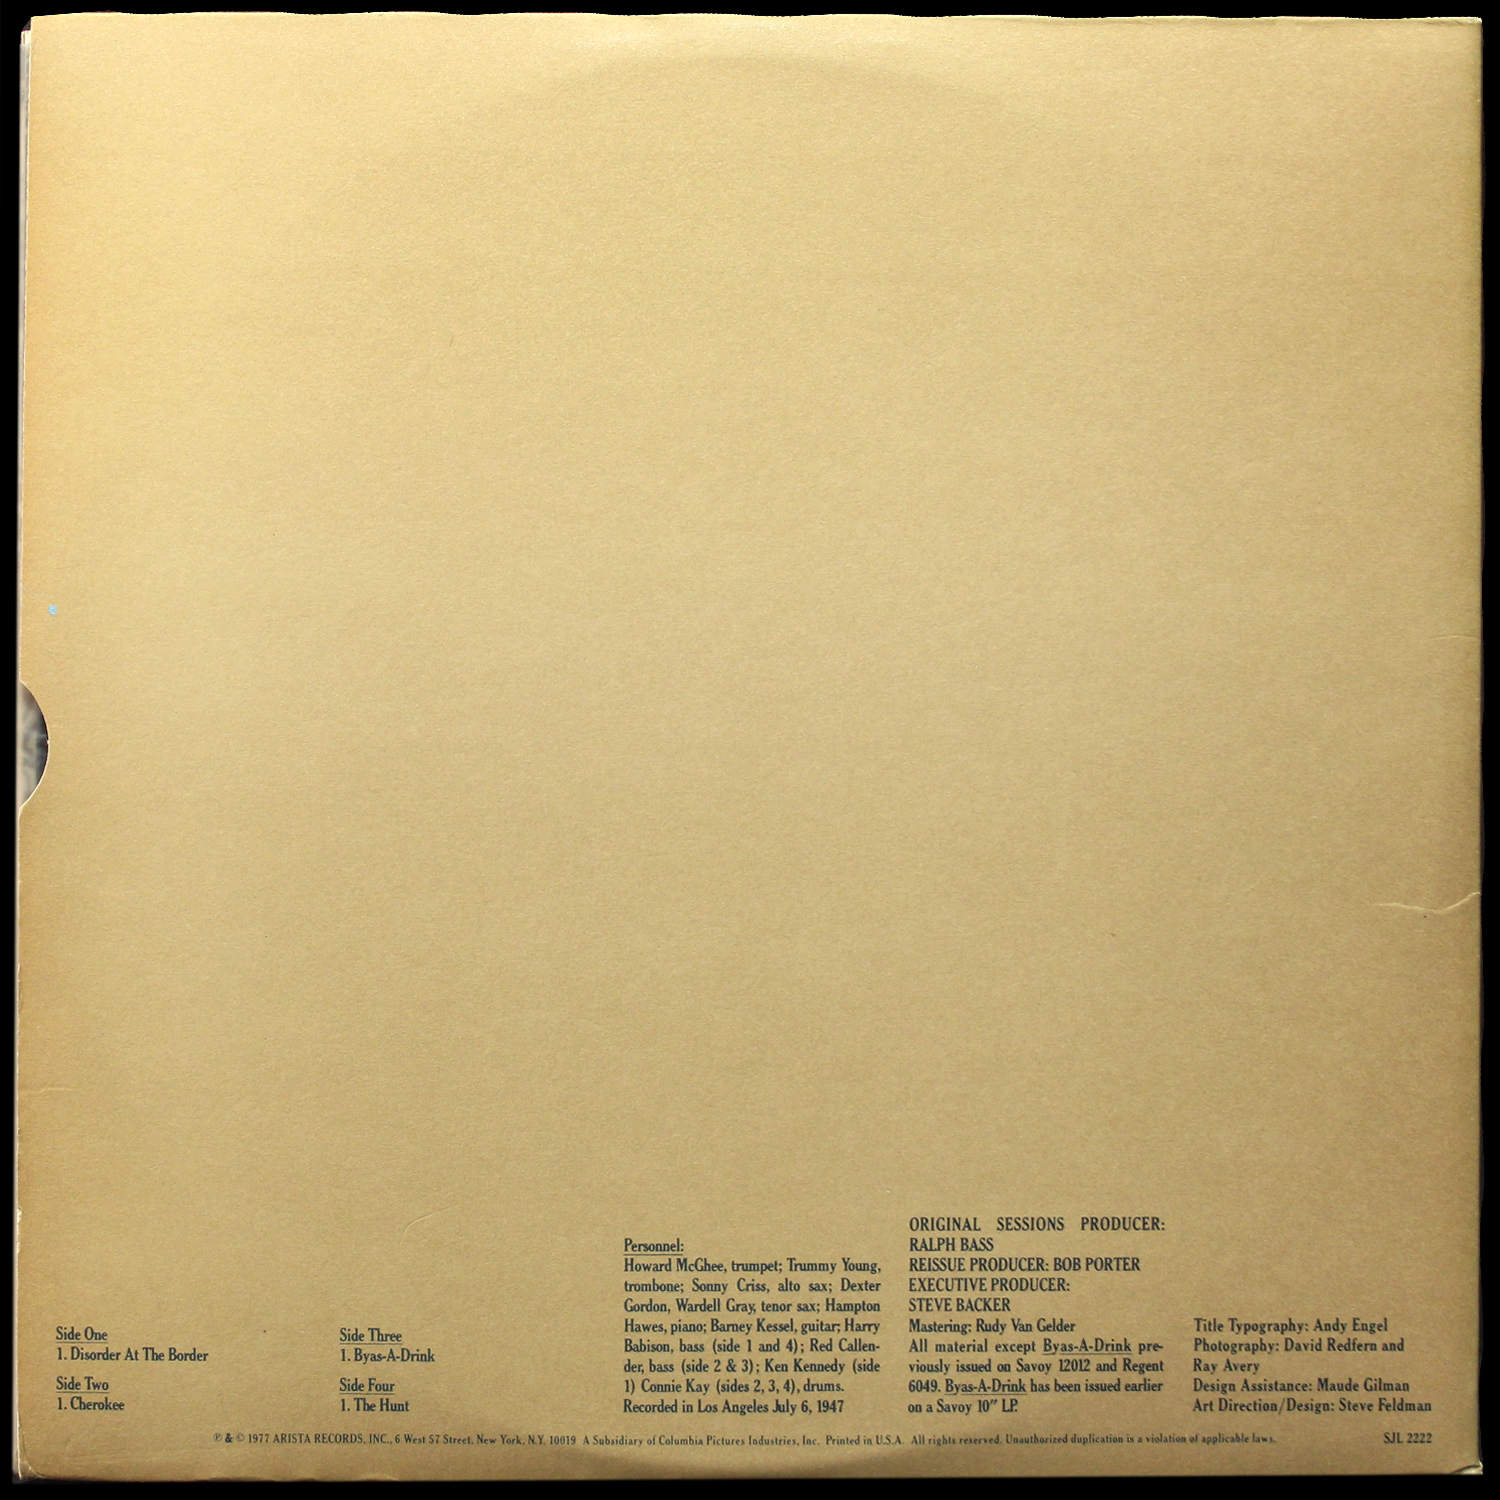 Side One
1. Disorder At The Border
Side Two
1. Cherokee
Side Three
1. Byas-A-Drink
Side Four
1. The Hunt
Personnel:
Howard McGhee, trumpet; Trummy Young,
trombone; Sonny Criss, alto sax; Dexter
Gordon, Wardell Gray, tenor sax; Hampton
Hawes, piano; Barney Kessel, guitar; Harry
Babison, bass (side 1 and 4); Red Callen-
der, bass (side 2 & 3); Ken Kennedy (side
1) Connie Kay (sides 2, 3, 4), drums.
Recorded in Los Angeles July 6, 1947
ORIGINAL SESSIONS PRODUCER:
RALPH BASS
REISSUE PRODUCER: BOB PORTER
EXECUTIVE PRODUCER:
STEVE BACKER
Mastering: Rudy Van Gelder
All material except Byas-A-Drink pre-
viously issued on Savoy 12012 and Regent
6049. Byas-A-Drink has been issued earlier
on a Savoy 10″ LP.
Title Typography: Andy Engel
Photography: David Redfern and
Ray Avery
Design Assistance: Maude Gilman
Art Direction/Design: Steve Feldman
℗ & © 1977 ARISTA RECORDS, INC., 6 West 57 Street, New York, N.Y. 10019 A Subsidiary of Columbia Pictures Industries, Inc. Printed in U.S.A. All rights reserved. Unauthorized duplication is a violation of applicable laws.
SJL 2222